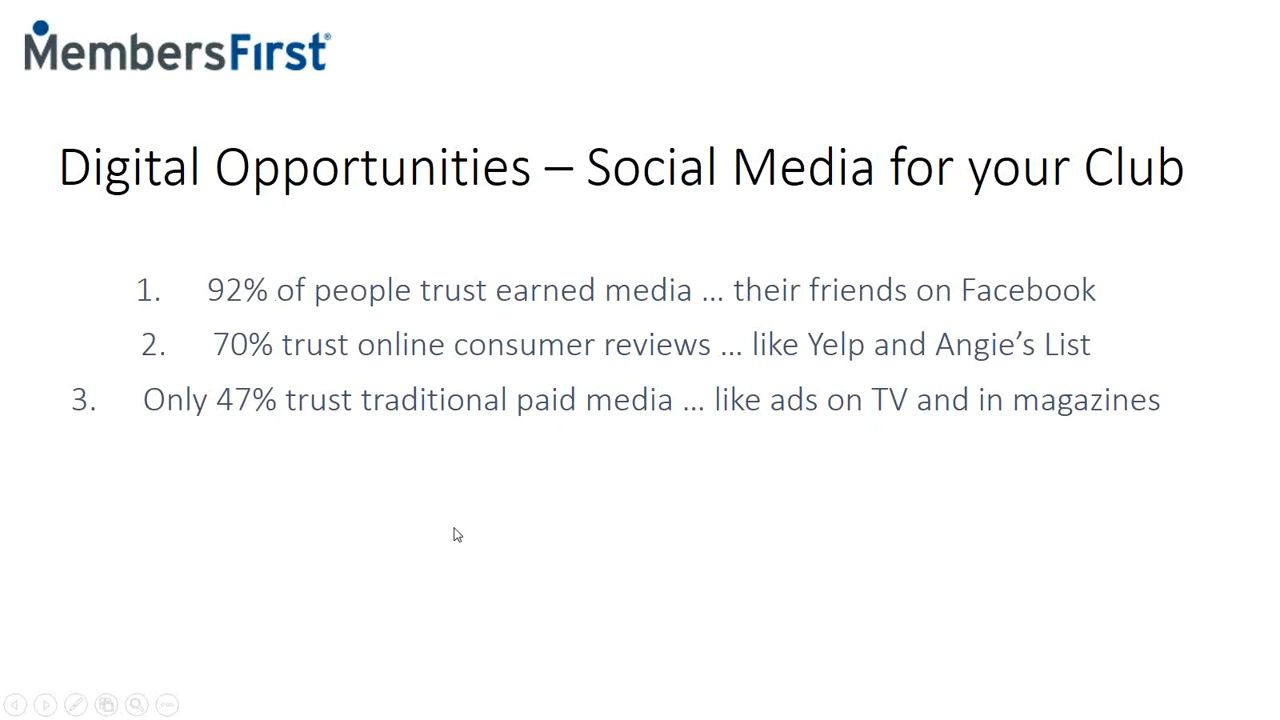 MembersFirst®
Digital Opportunities – Social Media for your Club
1. 92% of people trust earned media … their friends on Facebook
2. 70% trust online consumer reviews … like Yelp and Angie’s List
3. Only 47% trust traditional paid media … like ads on TV and in magazines